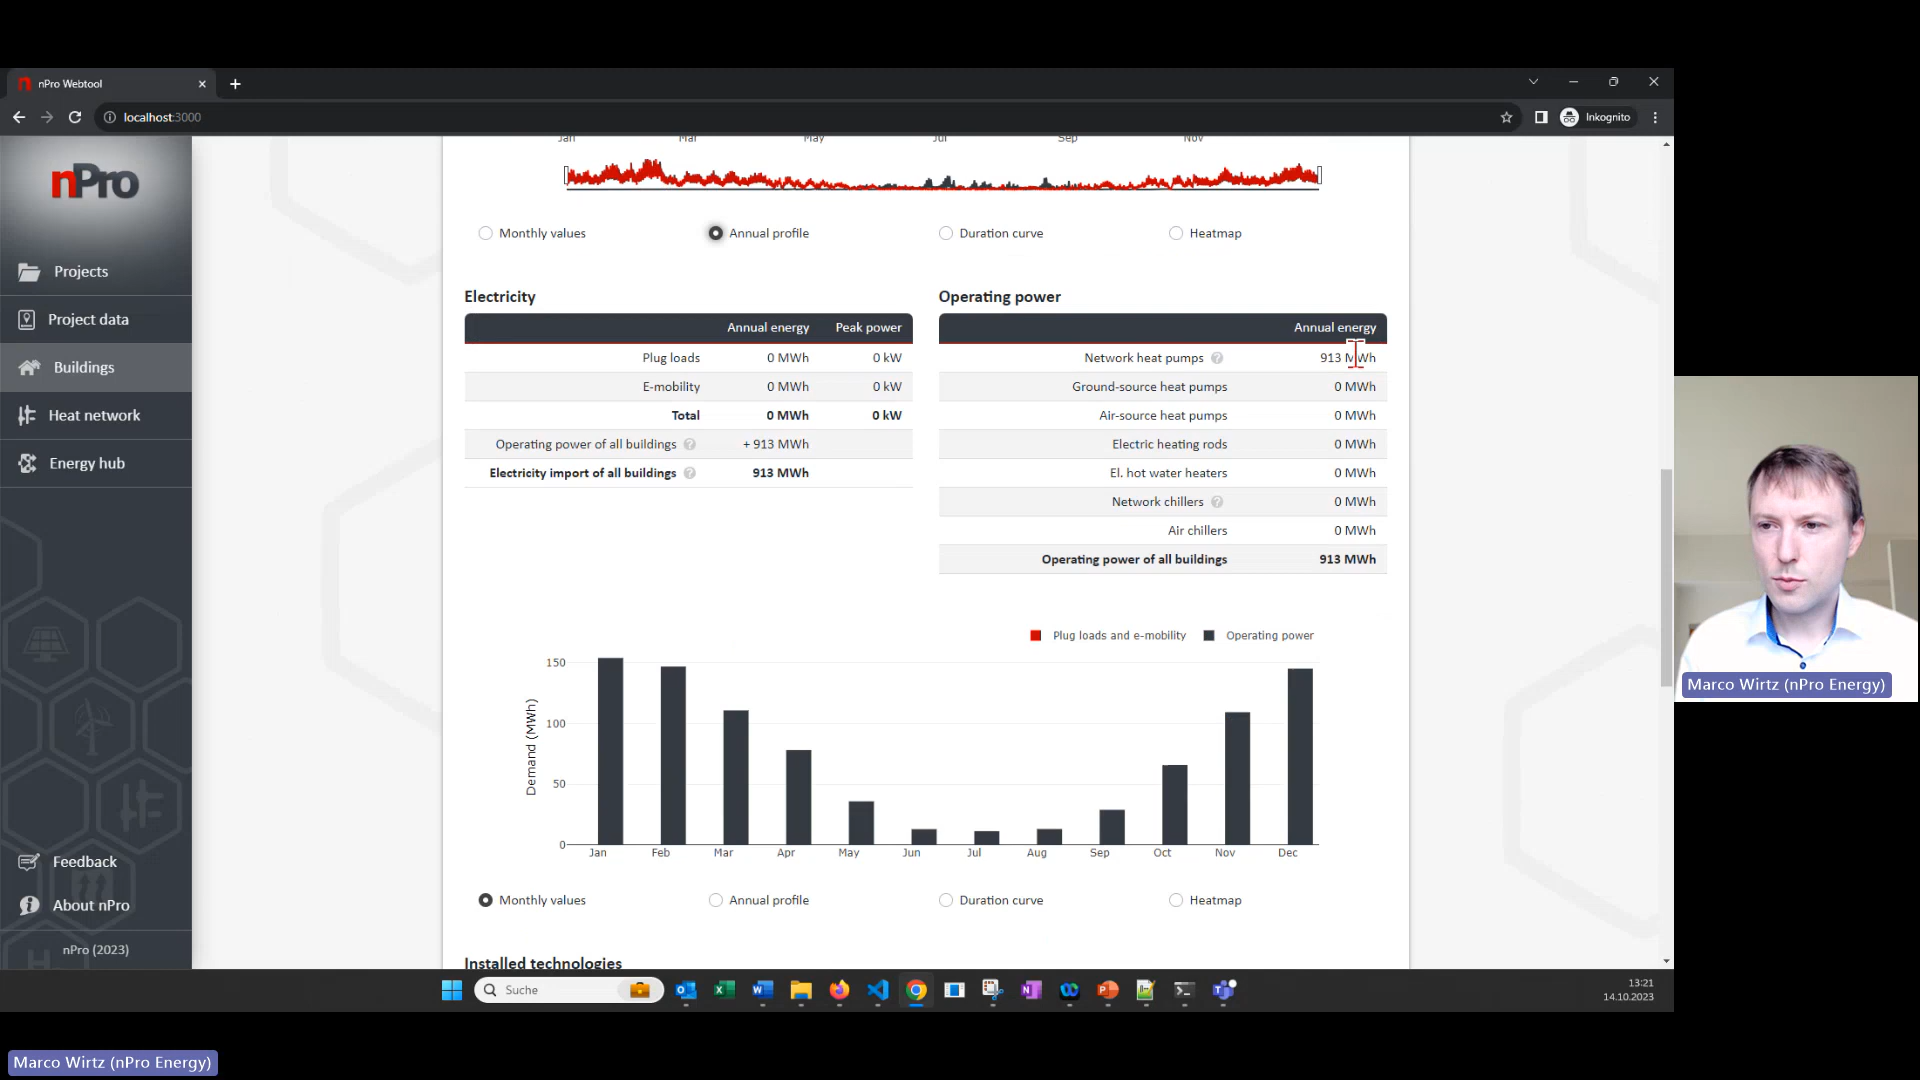 nPro Webtool
localhost:3000
Inkognito
nPro
Projects
Project data
Buildings
Heat network
Energy hub
Feedback
About nPro
nPro (2023)
Jan Mar May Jul Sep Nov
Monthly values Annual profile Duration curve Heatmap
Electricity
Annual energy Peak power
Plug loads 0 MWh 0 kW
E-mobility 0 MWh 0 kW
Total 0 MWh 0 kW
Operating power of all buildings ? + 913 MWh
Electricity import of all buildings ? 913 MWh
Operating power
Annual energy
Network heat pumps ? 913 MWh
Ground-source heat pumps 0 MWh
Air-source heat pumps 0 MWh
Electric heating rods 0 MWh
El. hot water heaters 0 MWh
Network chillers ? 0 MWh
Air chillers 0 MWh
Operating power of all buildings 913 MWh
Plug loads and e-mobility Operating power
Demand (MWh)
150
100
50
0
Jan Feb Mar Apr May Jun Jul Aug Sep Oct Nov Dec
Monthly values Annual profile Duration curve Heatmap
Installed technologies
Suche
13:21
14.10.2023
Marco Wirtz (nPro Energy)
Marco Wirtz (nPro Energy)